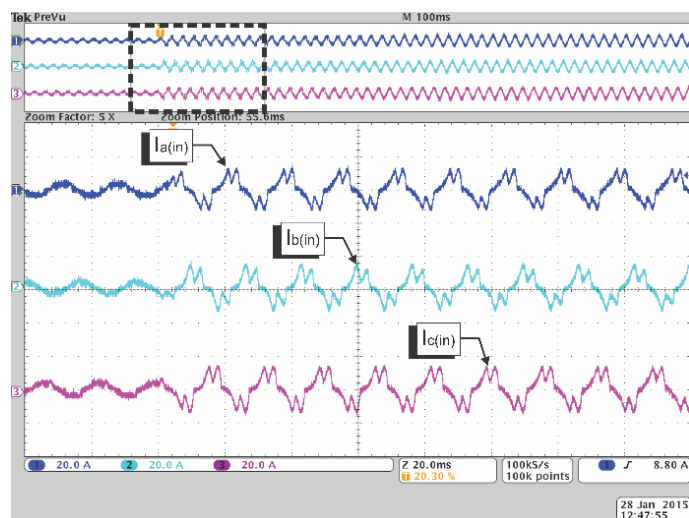 Tek PreVu M 100ms
T
1
2
3
Zoom Factor: 5 X Zoom Position: 55.6ms
Ia(in)
1
Ib(in)
2
Ic(in)
3
1 20.0 A 2 20.0 A 3 20.0 A Z 20.0ms 100kS/s 1 8.80 A
T 20.30 % 100k points
28 Jan 2015
12:47:55